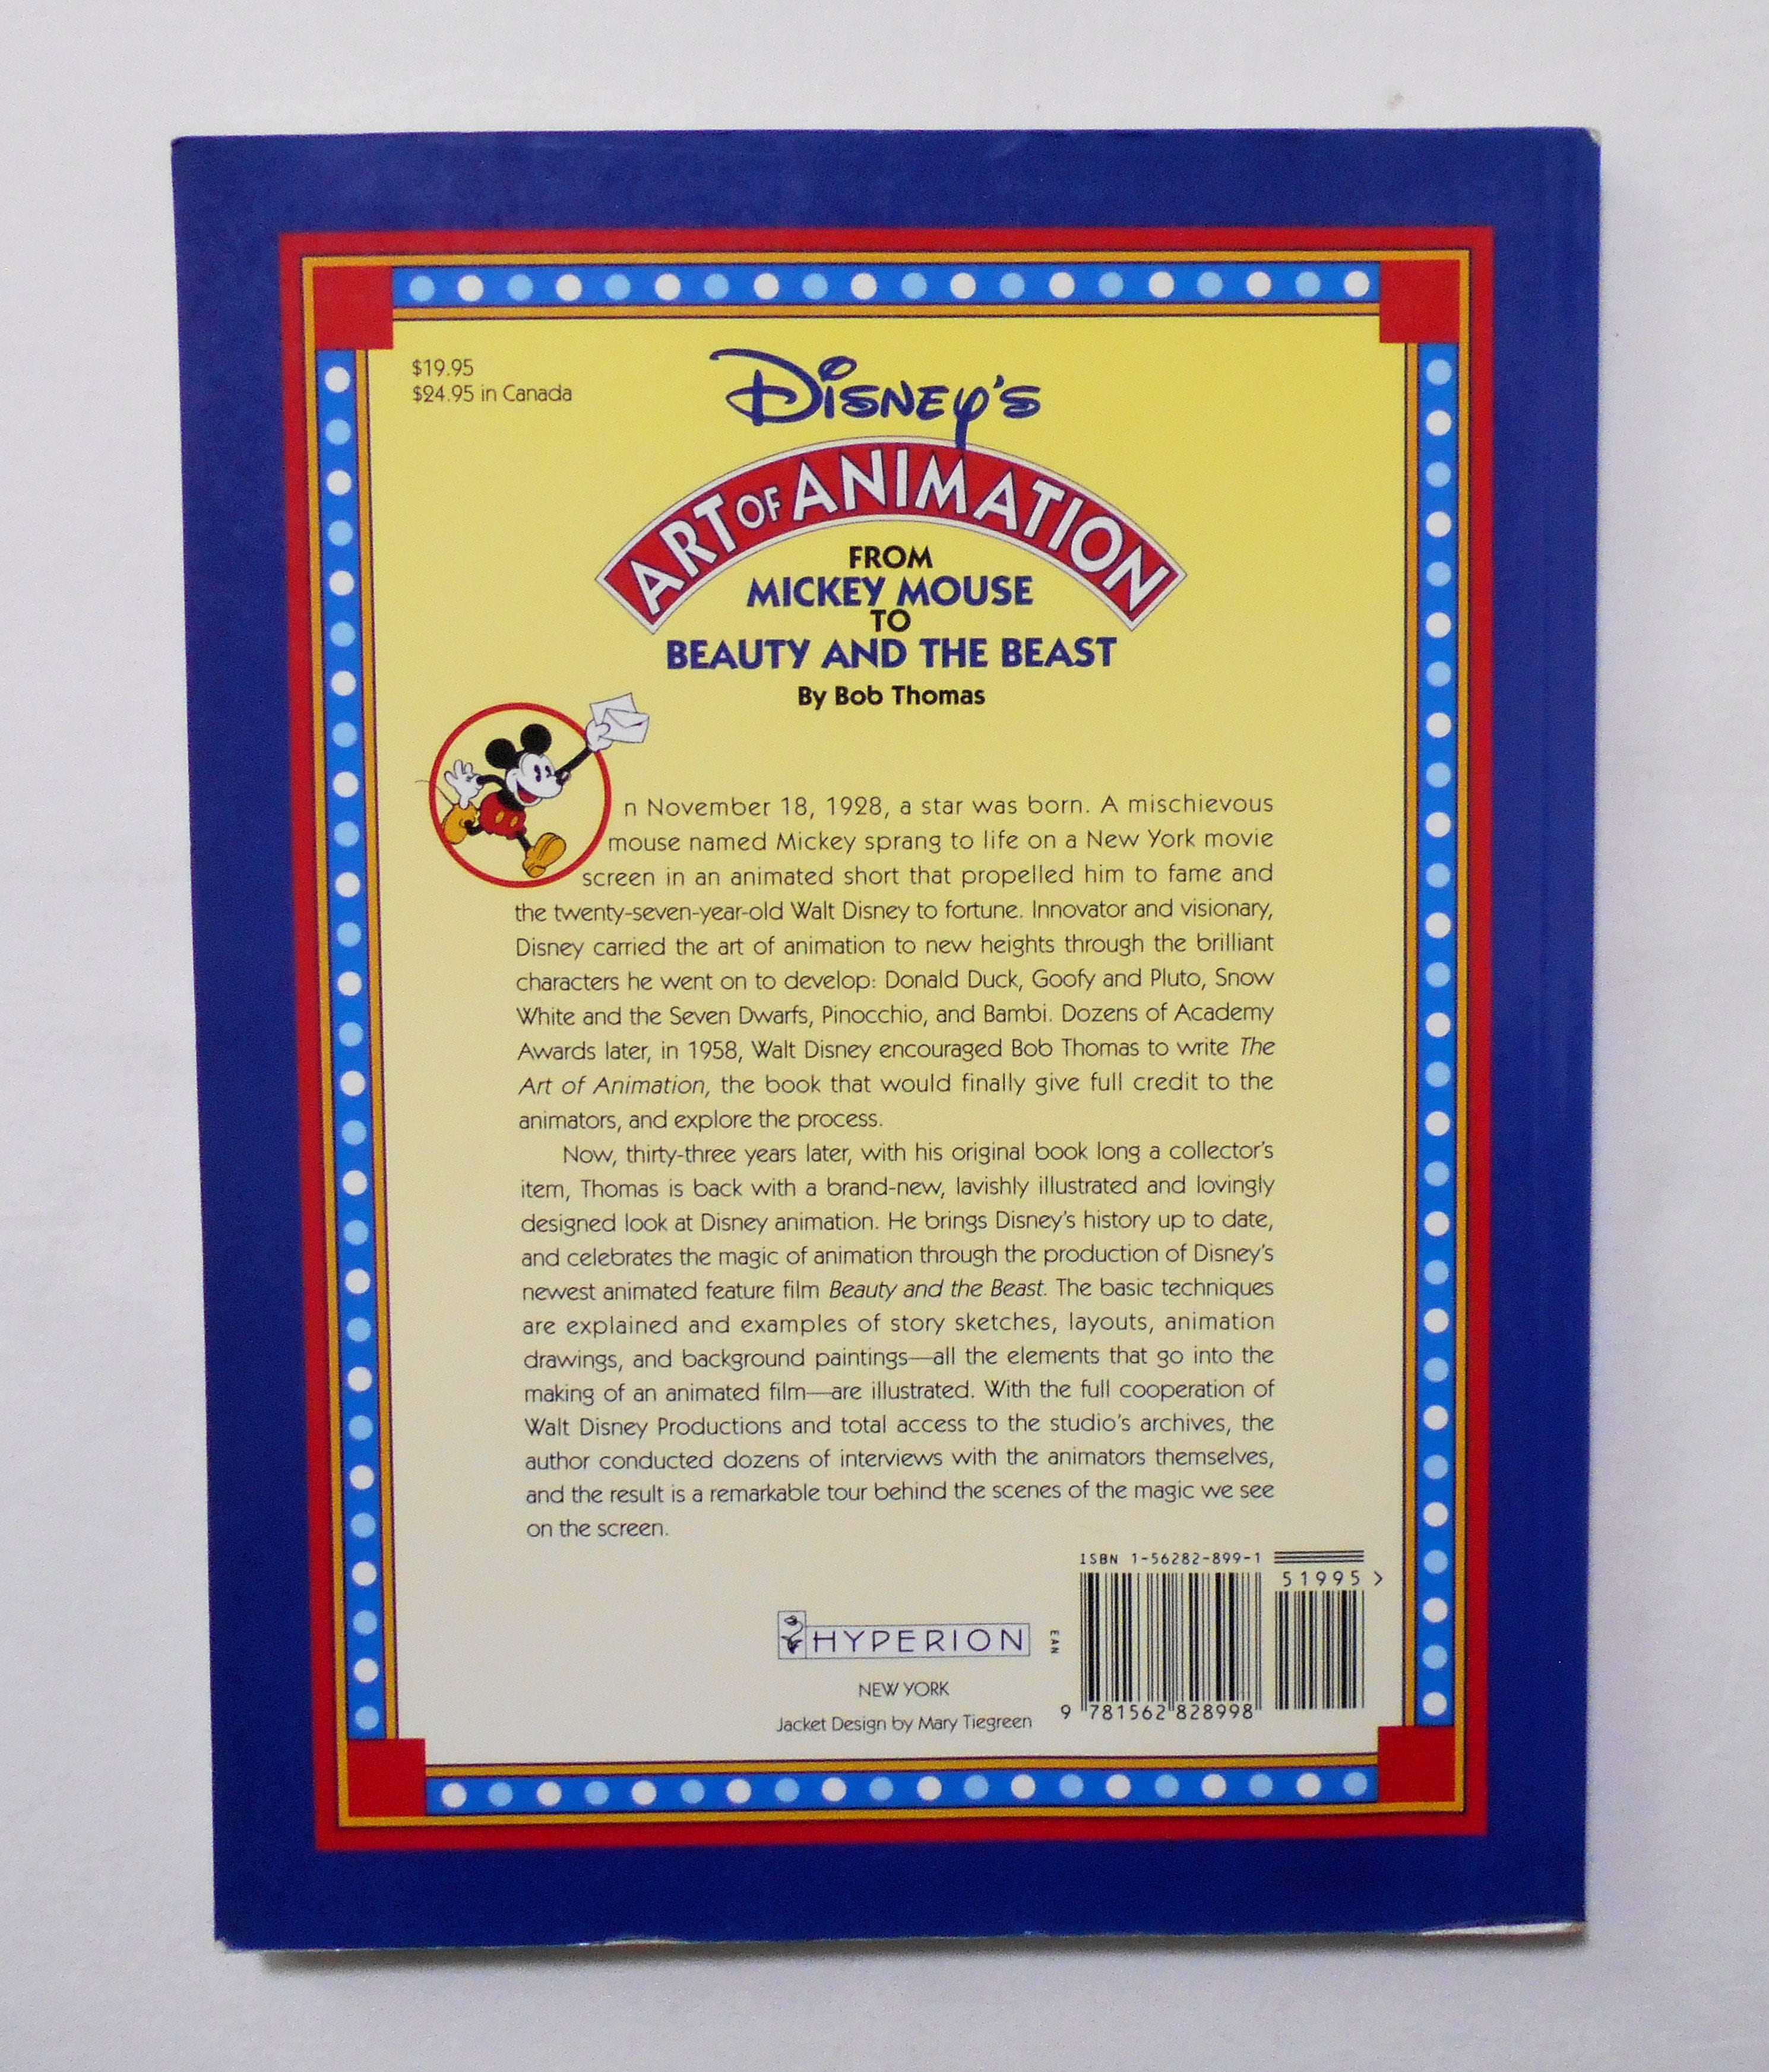 $19.95
$24.95 in Canada
Disney's
ART OF ANIMATION
FROM
MICKEY MOUSE
TO
BEAUTY AND THE BEAST
By Bob Thomas
n November 18, 1928, a star was born. A mischievous
mouse named Mickey sprang to life on a New York movie
screen in an animated short that propelled him to fame and
the twenty-seven-year-old Walt Disney to fortune. Innovator and visionary,
Disney carried the art of animation to new heights through the brilliant
characters he went on to develop: Donald Duck, Goofy and Pluto, Snow
White and the Seven Dwarfs, Pinocchio, and Bambi. Dozens of Academy
Awards later, in 1958, Walt Disney encouraged Bob Thomas to write The
Art of Animation, the book that would finally give full credit to the
animators, and explore the process.
Now, thirty-three years later, with his original book long a collector's
item, Thomas is back with a brand-new, lavishly illustrated and lovingly
designed look at Disney animation. He brings Disney's history up to date,
and celebrates the magic of animation through the production of Disney's
newest animated feature film Beauty and the Beast. The basic techniques
are explained and examples of story sketches, layouts, animation
drawings, and background paintings—all the elements that go into the
making of an animated film—are illustrated. With the full cooperation of
Walt Disney Productions and total access to the studio's archives, the
author conducted dozens of interviews with the animators themselves,
and the result is a remarkable tour behind the scenes of the magic we see
on the screen.
ISBN 1-56282-899-1
51995>
HYPERION
EAN
NEW YORK
Jacket Design by Mary Tiegreen
9 781562 828998